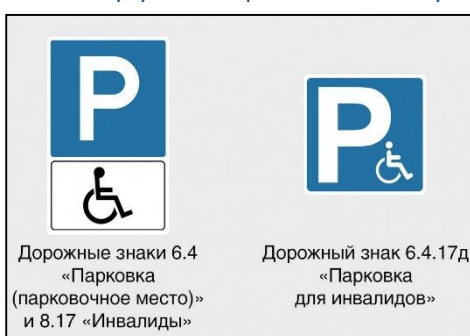 P
P
Дорожные знаки 6.4
«Парковка
(парковочное место)»
и 8.17 «Инвалиды»
Дорожный знак 6.4.17д
«Парковка
для инвалидов»